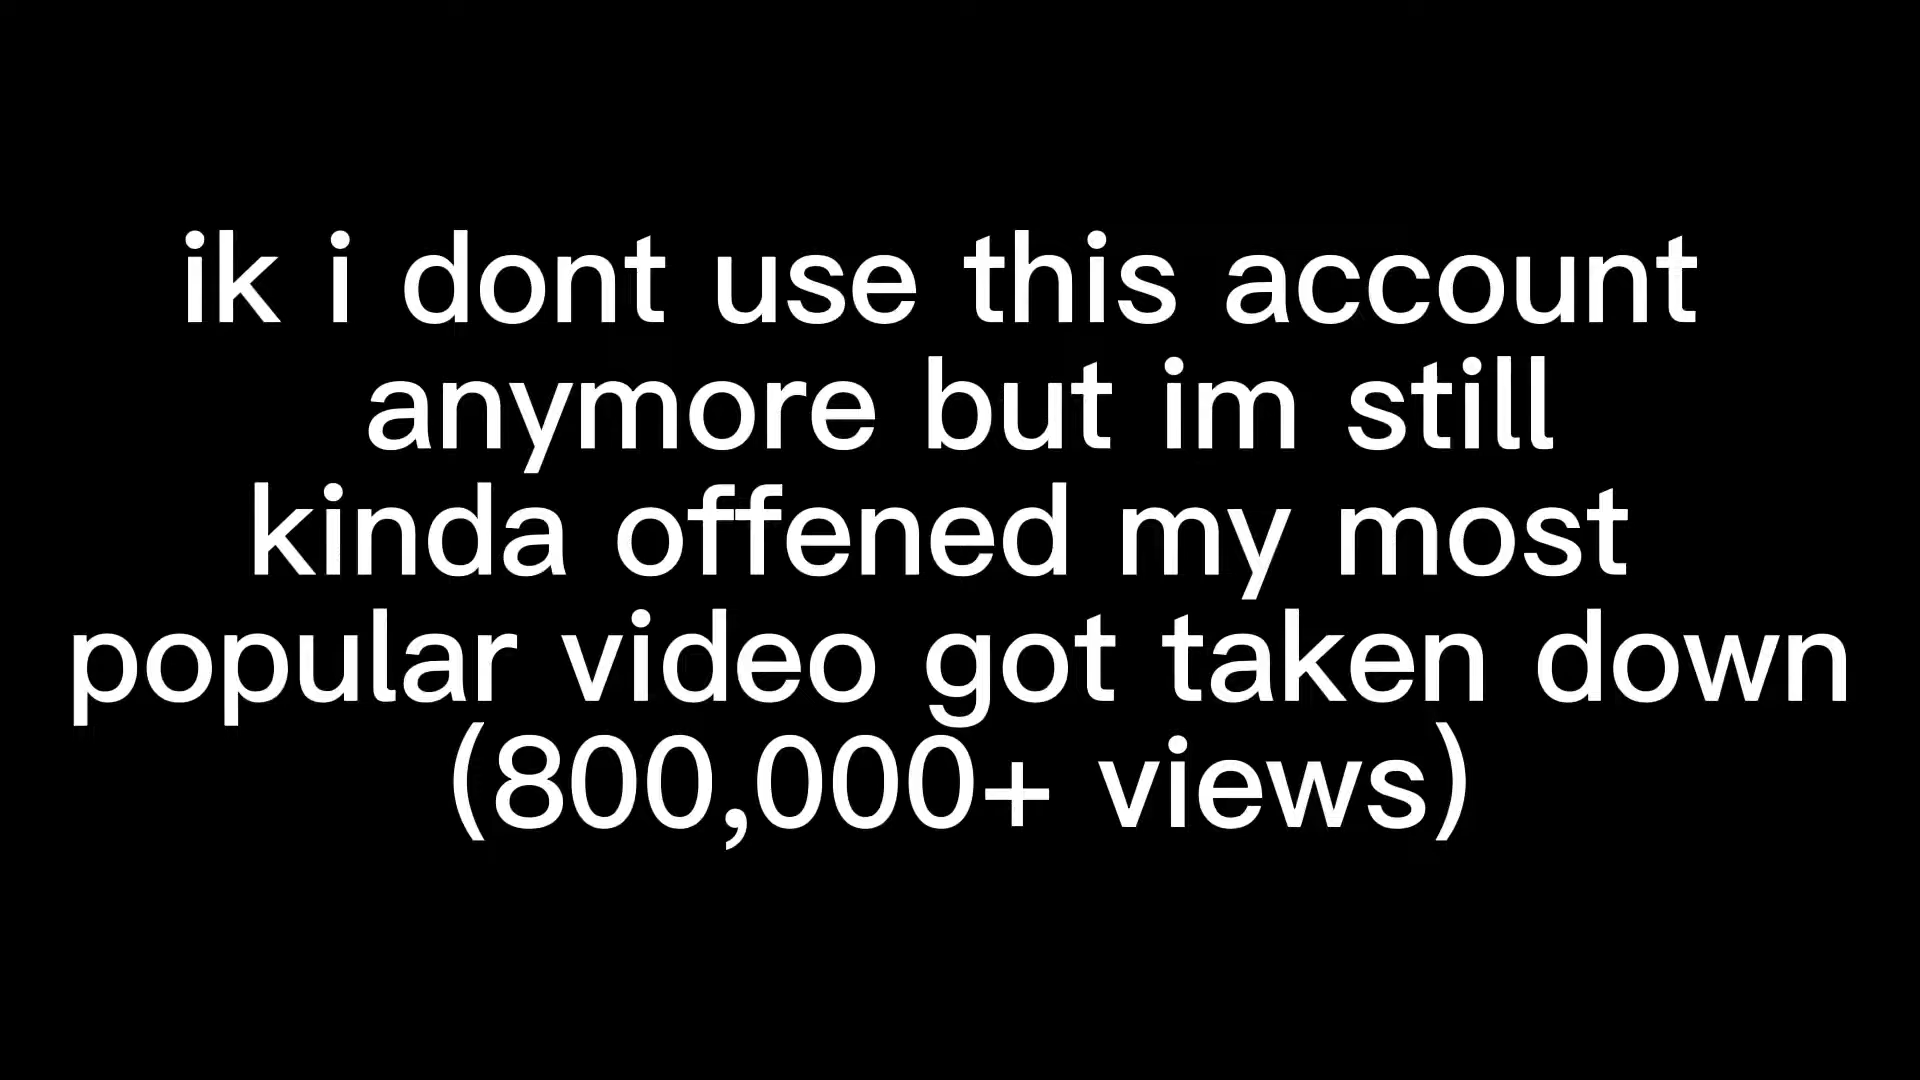 ik i dont use this account
anymore but im still
kinda offened my most
popular video got taken down
(800,000+ views)